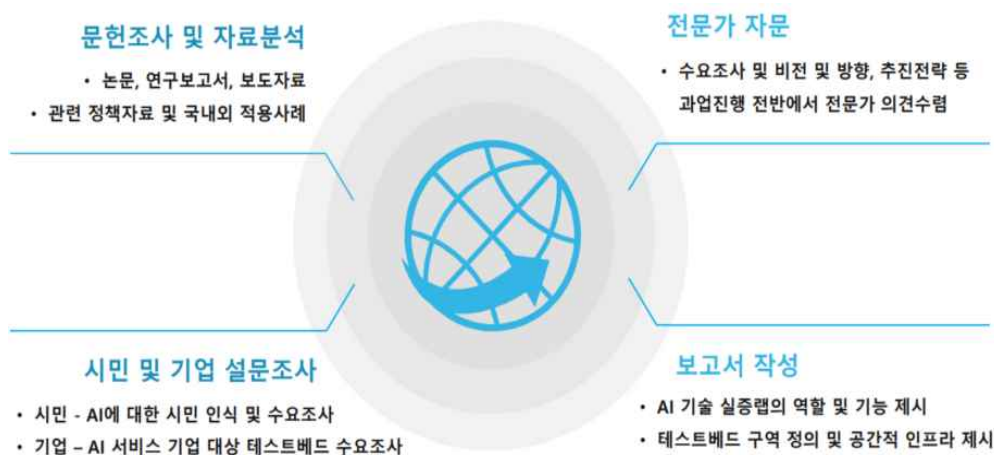 문헌조사 및 자료분석
• 논문, 연구보고서, 보도자료
• 관련 정책자료 및 국내외 적용사례
전문가 자문
• 수요조사 및 비전 및 방향, 추진전략 등
과업진행 전반에서 전문가 의견수렴
시민 및 기업 설문조사
• 시민 - AI에 대한 시민 인식 및 수요조사
• 기업 – AI 서비스 기업 대상 테스트베드 수요조사
보고서 작성
• AI 기술 실증랩의 역할 및 기능 제시
• 테스트베드 구역 정의 및 공간적 인프라 제시